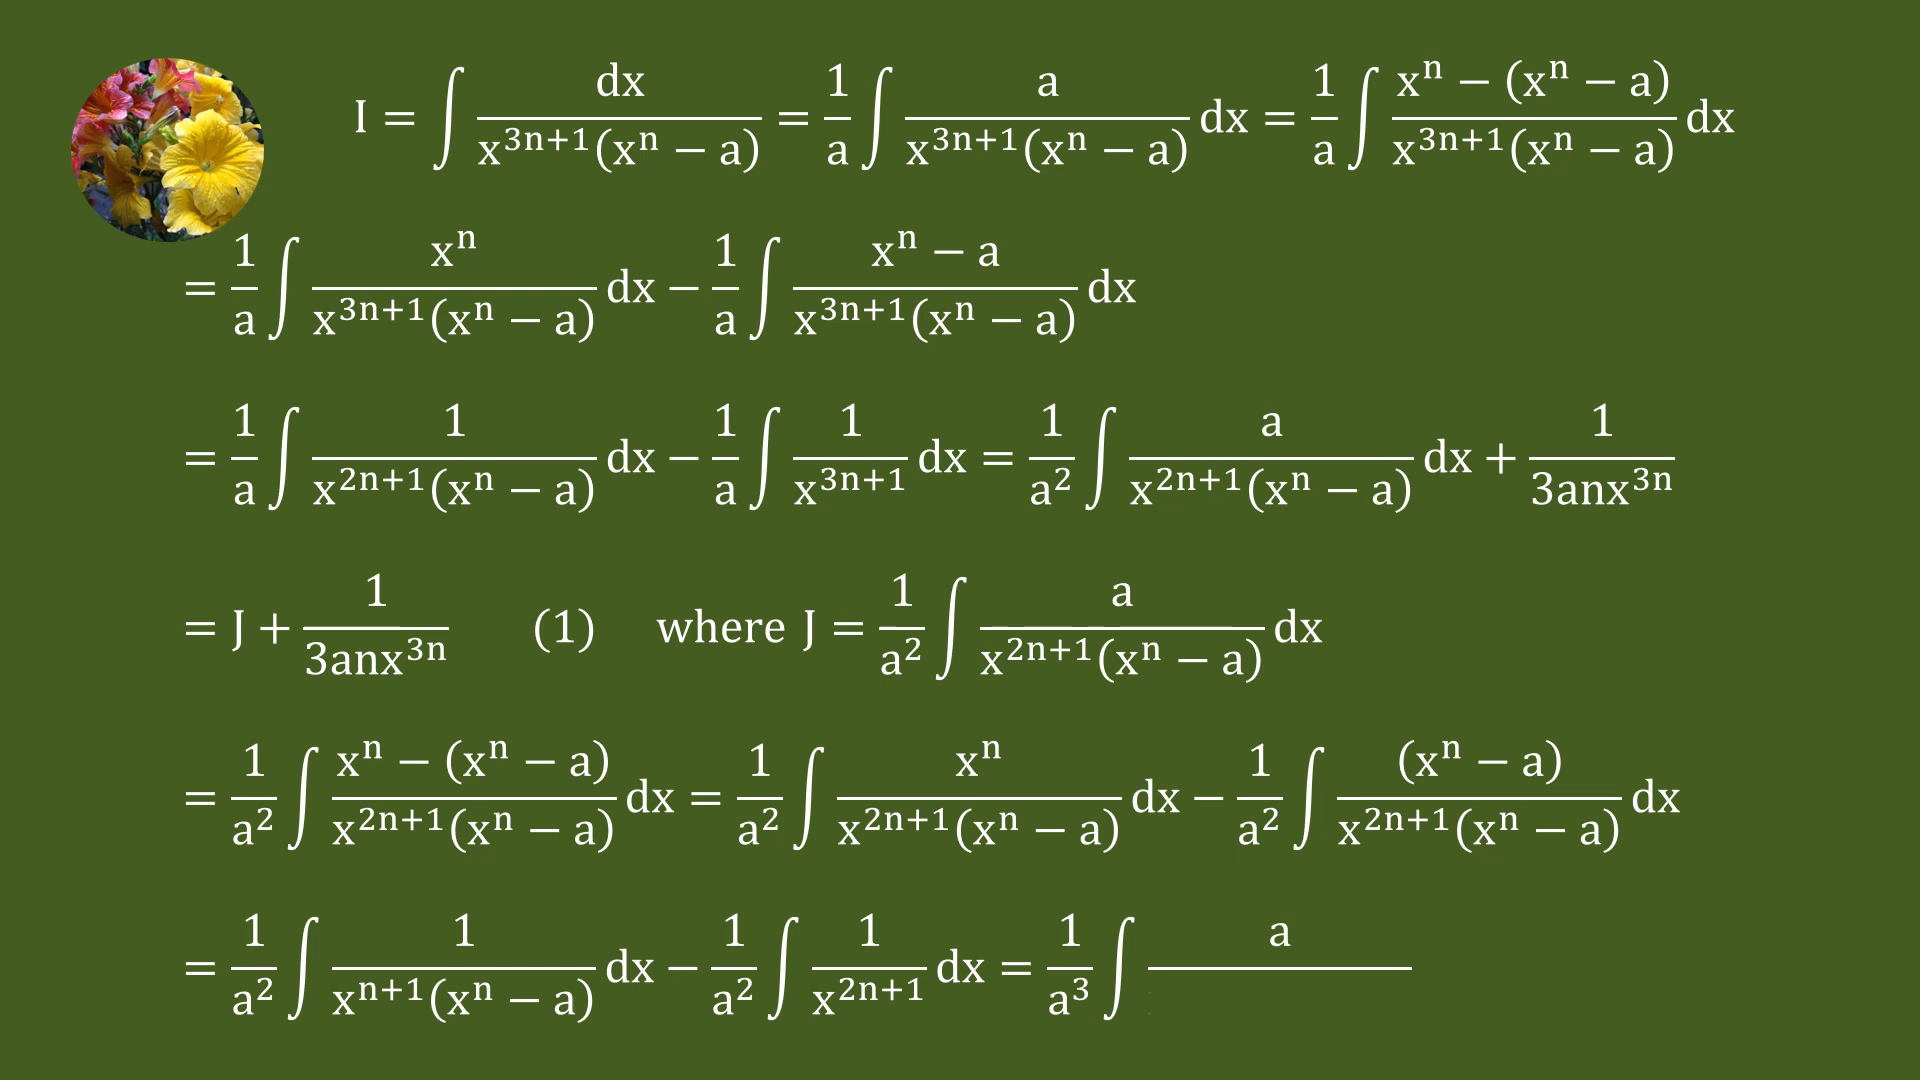 I = ∫ dx / x^{3n+1}(x^n − a) = 1/a ∫ a / x^{3n+1}(x^n − a) dx = 1/a ∫ x^n − (x^n − a) / x^{3n+1}(x^n − a) dx
= 1/a ∫ x^n / x^{3n+1}(x^n − a) dx − 1/a ∫ x^n − a / x^{3n+1}(x^n − a) dx
= 1/a ∫ 1 / x^{2n+1}(x^n − a) dx − 1/a ∫ 1 / x^{3n+1} dx = 1/a^2 ∫ a / x^{2n+1}(x^n − a) dx + 1 / 3anx^{3n}
= J + 1 / 3anx^{3n} (1) where J = 1/a^2 ∫ a / x^{2n+1}(x^n − a) dx
= 1/a^2 ∫ x^n − (x^n − a) / x^{2n+1}(x^n − a) dx = 1/a^2 ∫ x^n / x^{2n+1}(x^n − a) dx − 1/a^2 ∫ (x^n − a) / x^{2n+1}(x^n − a) dx
= 1/a^2 ∫ 1 / x^{n+1}(x^n − a) dx − 1/a^2 ∫ 1 / x^{2n+1} dx = 1/a^3 ∫ a /